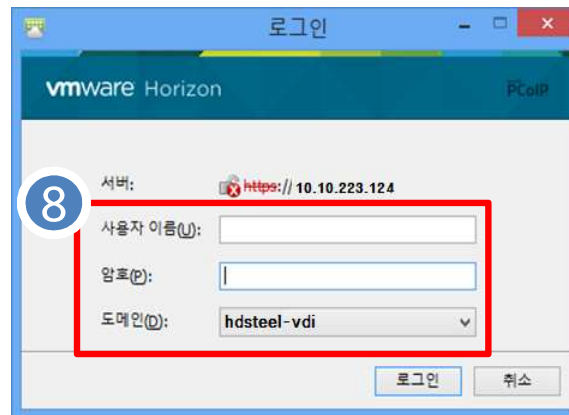 로그인
vmware Horizon
PCoIP
서버: https:// 10.10.223.124
8
사용자 이름(U):
암호(P):
도메인(D): hdsteel-vdi
로그인 취소